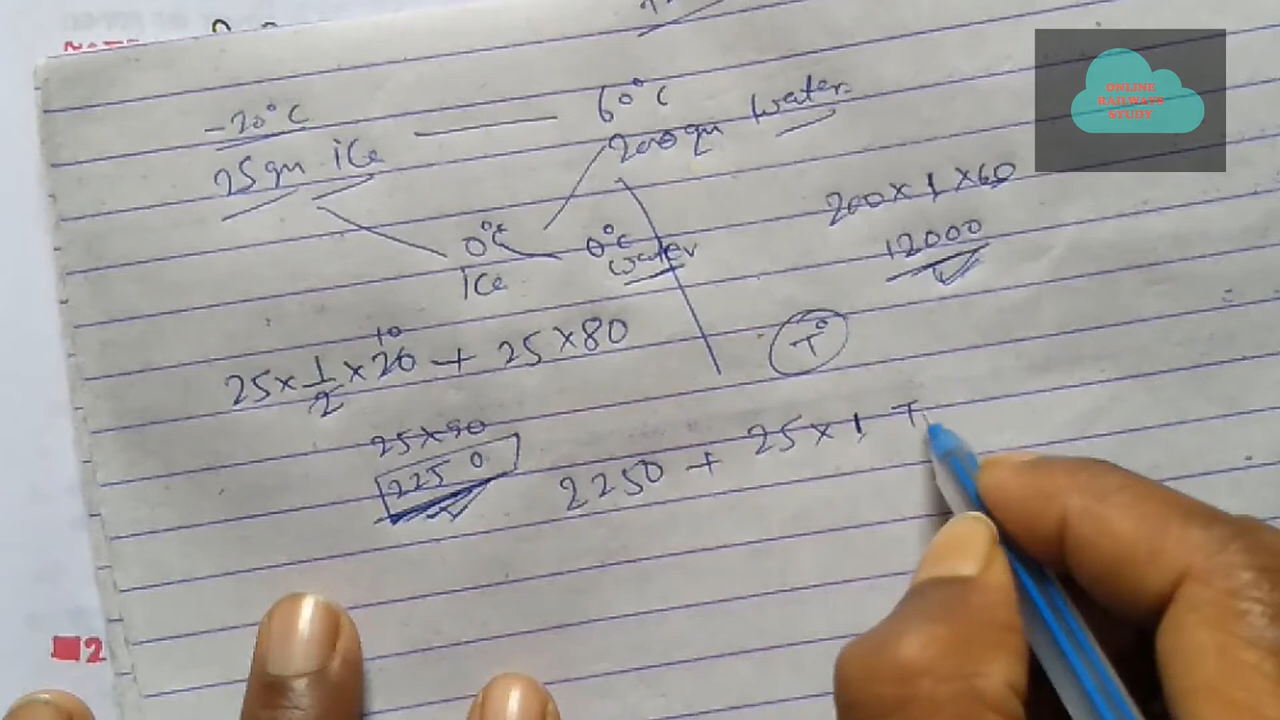 -20°C 60°C
25gm ice 200gm water
200×1×60
12000
0°C 0°C
ice water
T°
10
25×1/2×20 + 25×80
25×90
2250
2250 + 25×1 T
ONLINE
RAILWAYS
STUDY
2